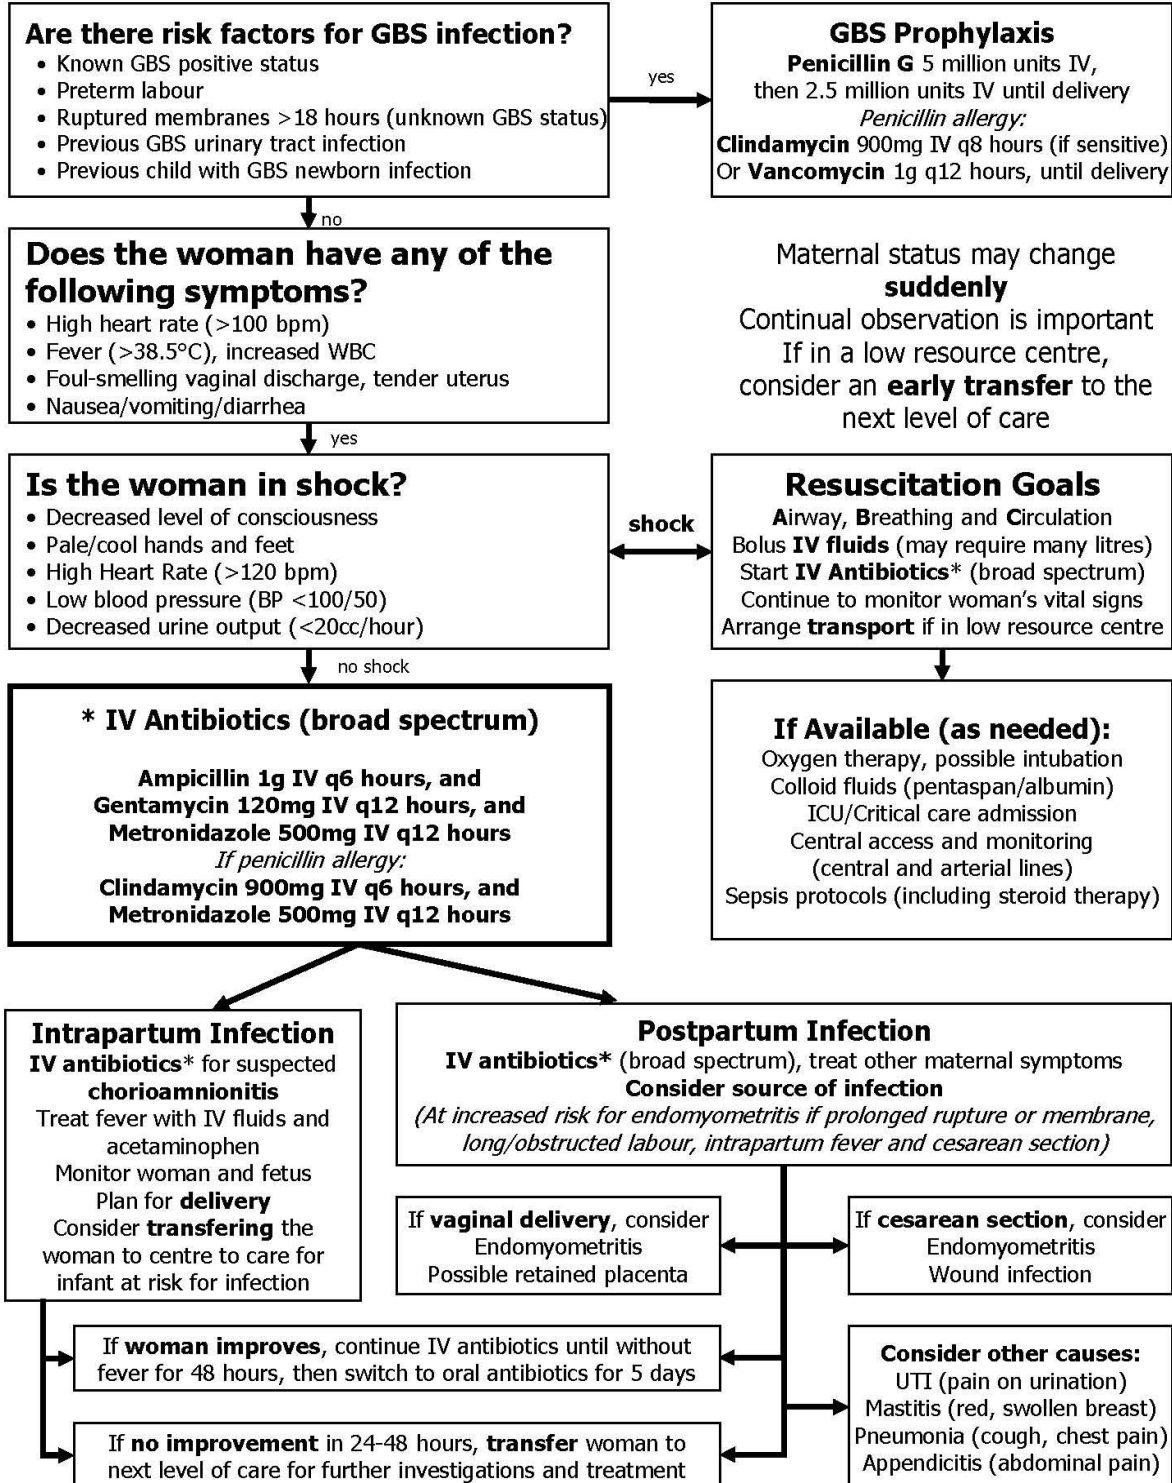 Are there risk factors for GBS infection?
• Known GBS positive status
• Preterm labour
• Ruptured membranes >18 hours (unknown GBS status)
• Previous GBS urinary tract infection
• Previous child with GBS newborn infection
yes
GBS Prophylaxis
Penicillin G 5 million units IV,
then 2.5 million units IV until delivery
Penicillin allergy:
Clindamycin 900mg IV q8 hours (if sensitive)
Or Vancomycin 1g q12 hours, until delivery
no
Does the woman have any of the
following symptoms?
• High heart rate (>100 bpm)
• Fever (>38.5°C), increased WBC
• Foul-smelling vaginal discharge, tender uterus
• Nausea/vomiting/diarrhea
Maternal status may change
suddenly
Continual observation is important
If in a low resource centre,
consider an early transfer to the
next level of care
yes
Is the woman in shock?
• Decreased level of consciousness
• Pale/cool hands and feet
• High Heart Rate (>120 bpm)
• Low blood pressure (BP <100/50)
• Decreased urine output (<20cc/hour)
shock
Resuscitation Goals
Airway, Breathing and Circulation
Bolus IV fluids (may require many litres)
Start IV Antibiotics* (broad spectrum)
Continue to monitor woman's vital signs
Arrange transport if in low resource centre
no shock
* IV Antibiotics (broad spectrum)
Ampicillin 1g IV q6 hours, and
Gentamycin 120mg IV q12 hours, and
Metronidazole 500mg IV q12 hours
If penicillin allergy:
Clindamycin 900mg IV q6 hours, and
Metronidazole 500mg IV q12 hours
If Available (as needed):
Oxygen therapy, possible intubation
Colloid fluids (pentaspan/albumin)
ICU/Critical care admission
Central access and monitoring
(central and arterial lines)
Sepsis protocols (including steroid therapy)
Intrapartum Infection
IV antibiotics* for suspected
chorioamnionitis
Treat fever with IV fluids and
acetaminophen
Monitor woman and fetus
Plan for delivery
Consider transfering the
woman to centre to care for
infant at risk for infection
Postpartum Infection
IV antibiotics* (broad spectrum), treat other maternal symptoms
Consider source of infection
(At increased risk for endomyometritis if prolonged rupture or membrane,
long/obstructed labour, intrapartum fever and cesarean section)
If vaginal delivery, consider
Endomyometritis
Possible retained placenta
If cesarean section, consider
Endomyometritis
Wound infection
If woman improves, continue IV antibiotics until without
fever for 48 hours, then switch to oral antibiotics for 5 days
Consider other causes:
UTI (pain on urination)
Mastitis (red, swollen breast)
Pneumonia (cough, chest pain)
Appendicitis (abdominal pain)
If no improvement in 24-48 hours, transfer woman to
next level of care for further investigations and treatment